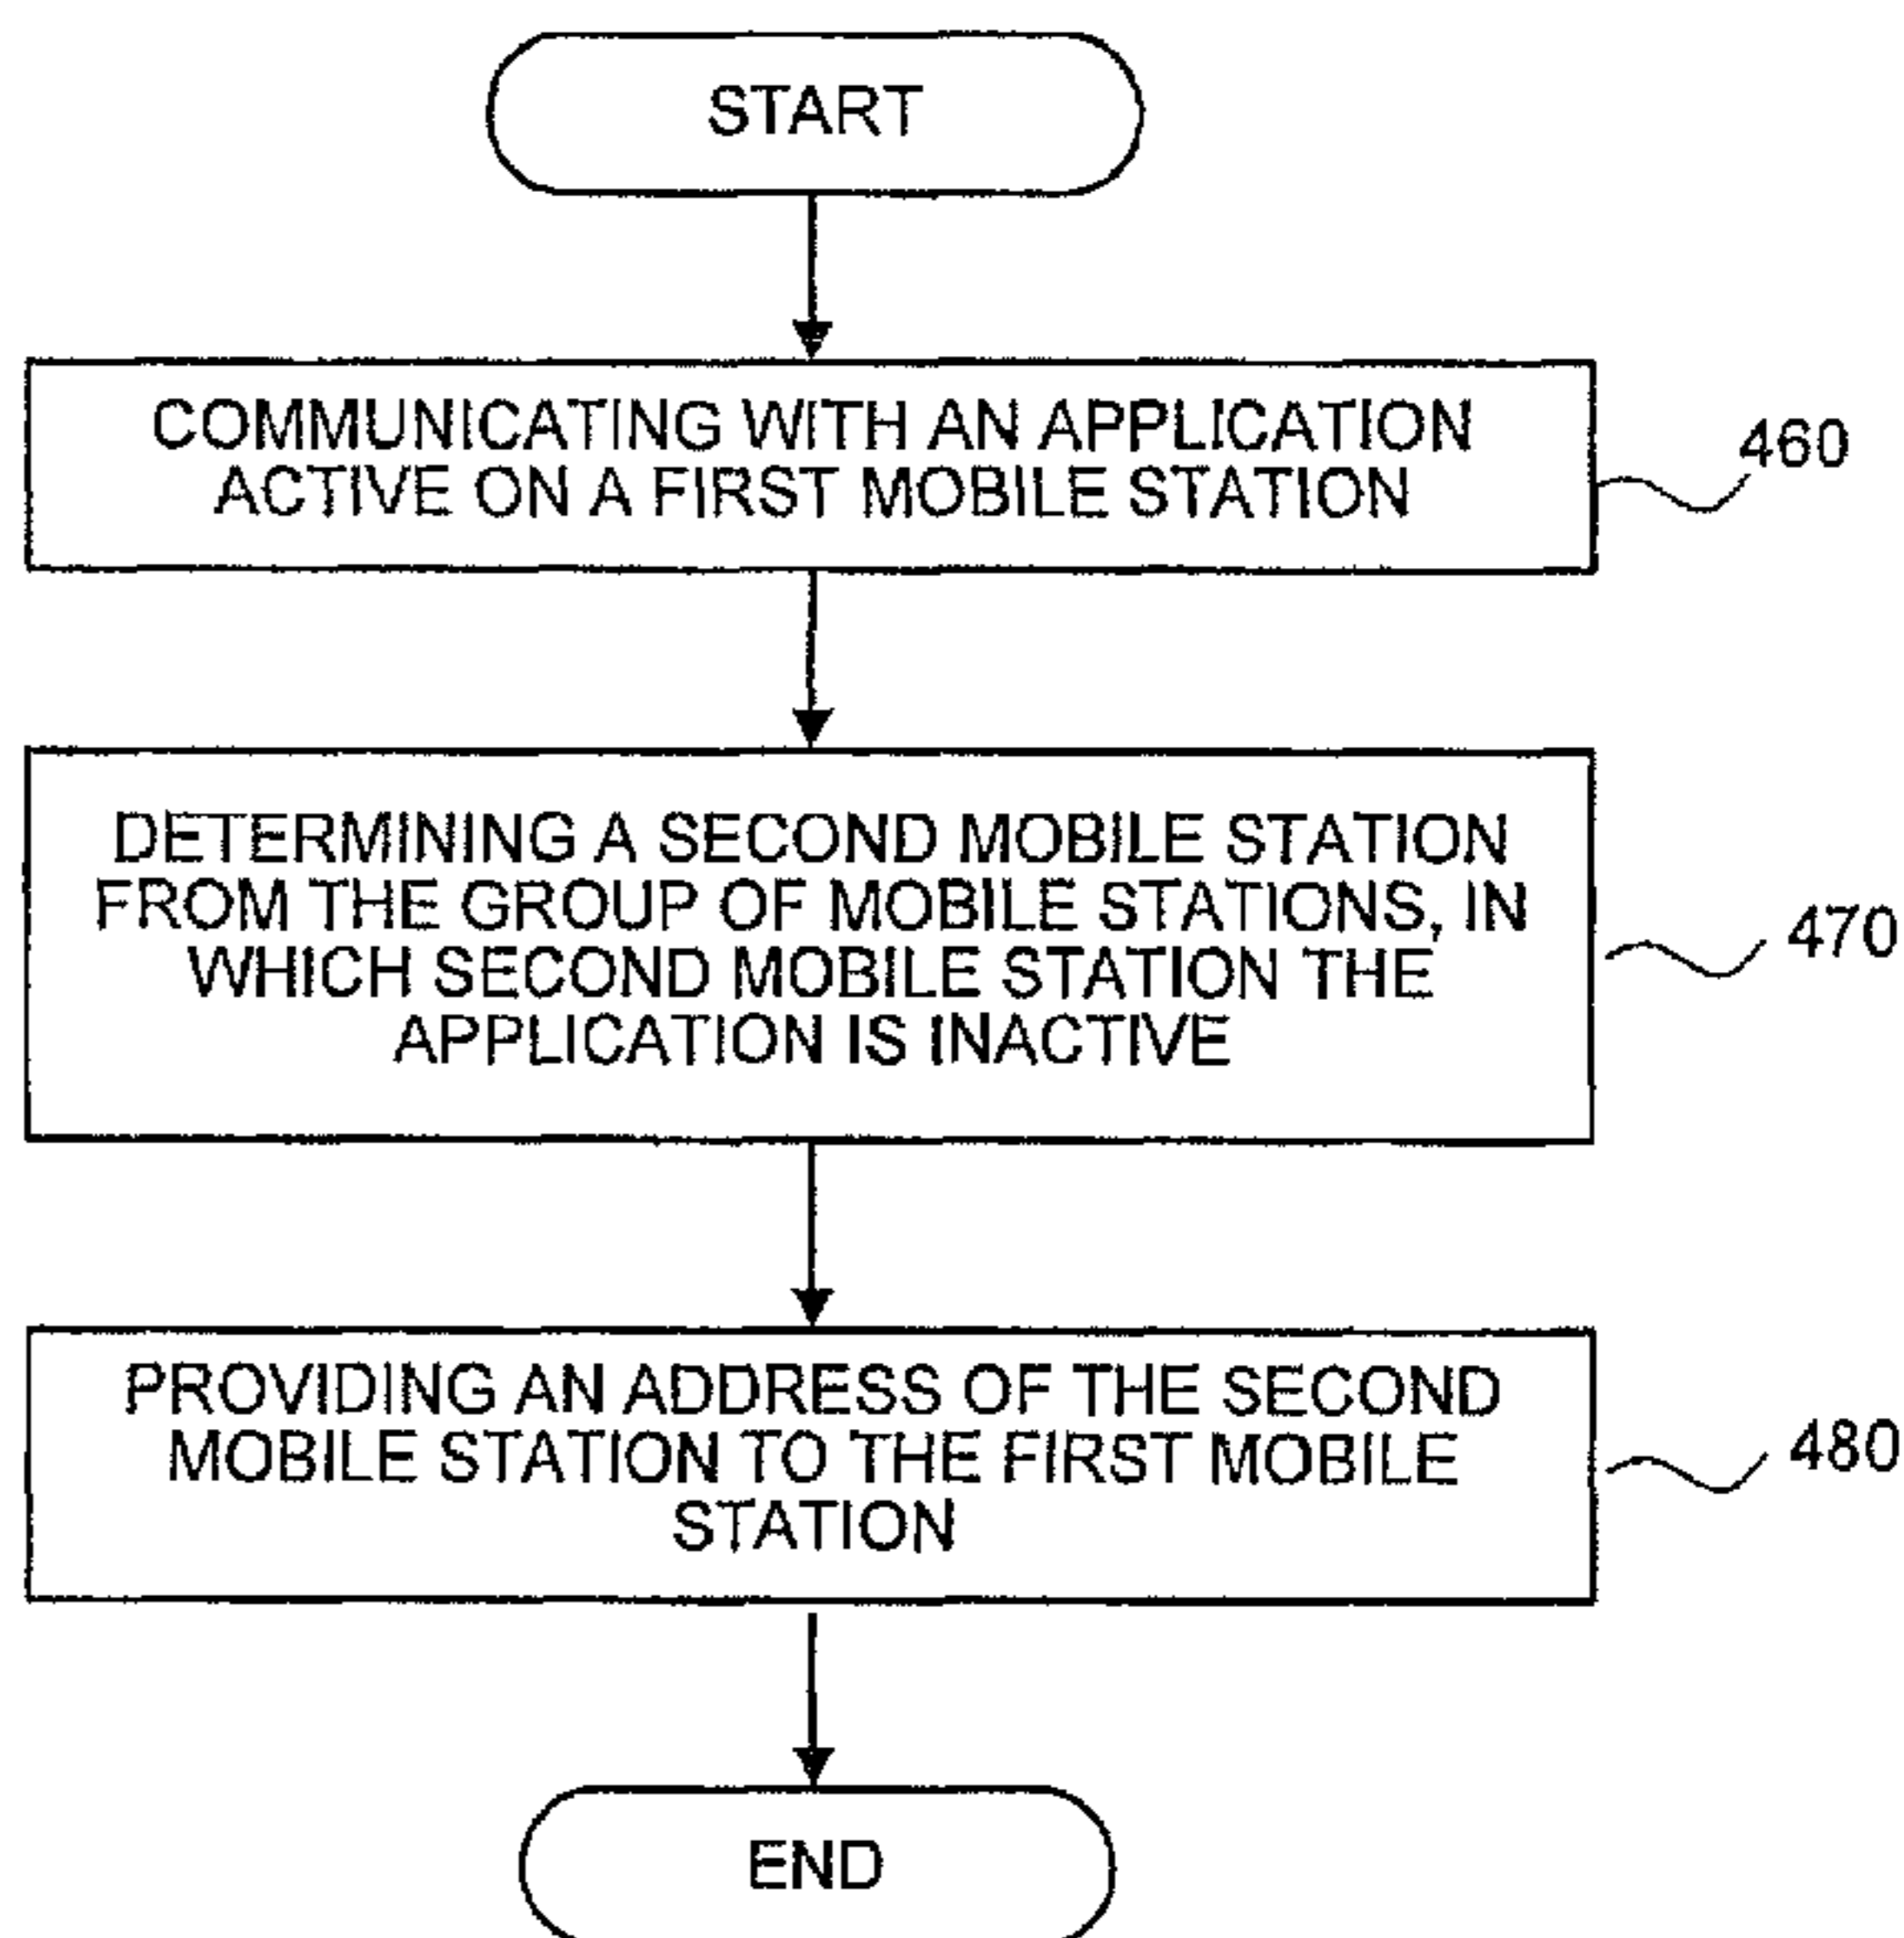 START
COMMUNICATING WITH AN APPLICATION
ACTIVE ON A FIRST MOBILE STATION
460
DETERMINING A SECOND MOBILE STATION
FROM THE GROUP OF MOBILE STATIONS, IN
WHICH SECOND MOBILE STATION THE
APPLICATION IS INACTIVE
470
PROVIDING AN ADDRESS OF THE SECOND
MOBILE STATION TO THE FIRST MOBILE
STATION
480
END